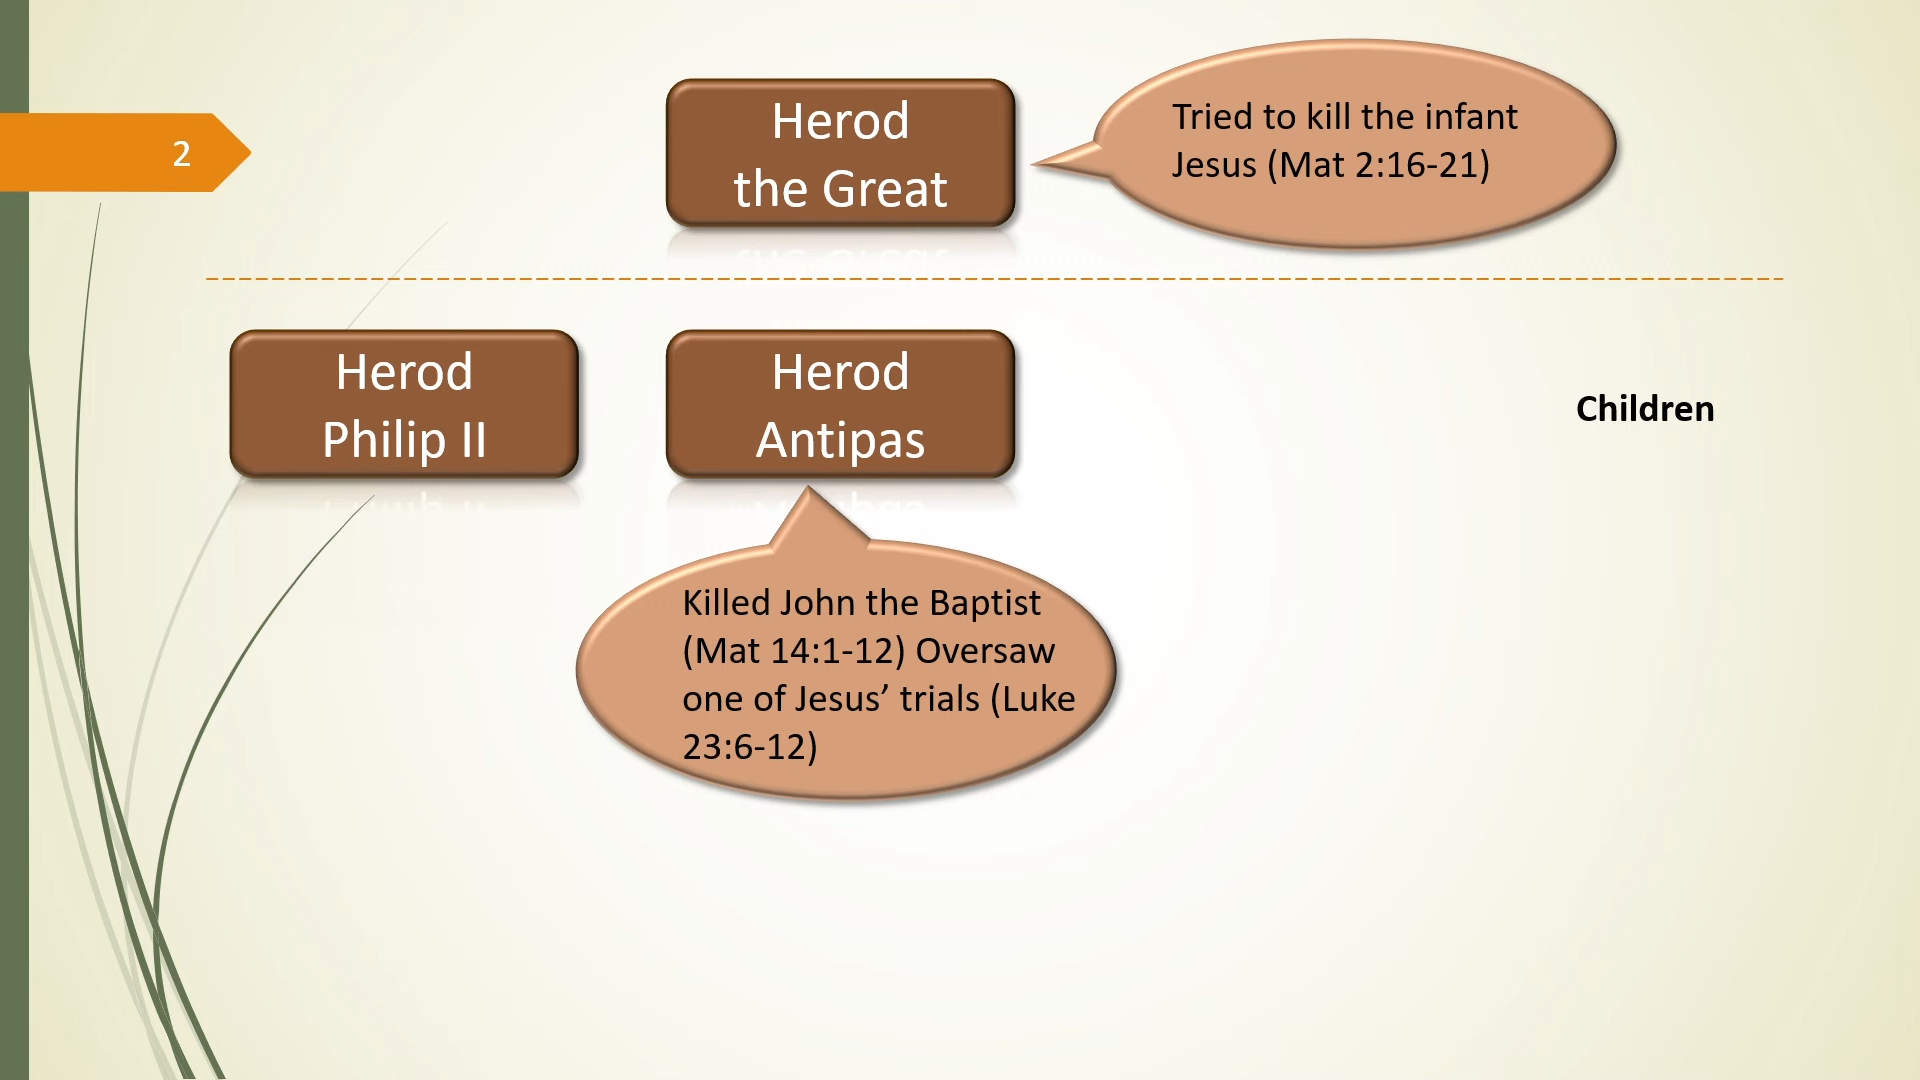 2
Herod
the Great
Tried to kill the infant
Jesus (Mat 2:16-21)
Herod
Philip II
Herod
Antipas
Children
Killed John the Baptist
(Mat 14:1-12) Oversaw
one of Jesus’ trials (Luke
23:6-12)